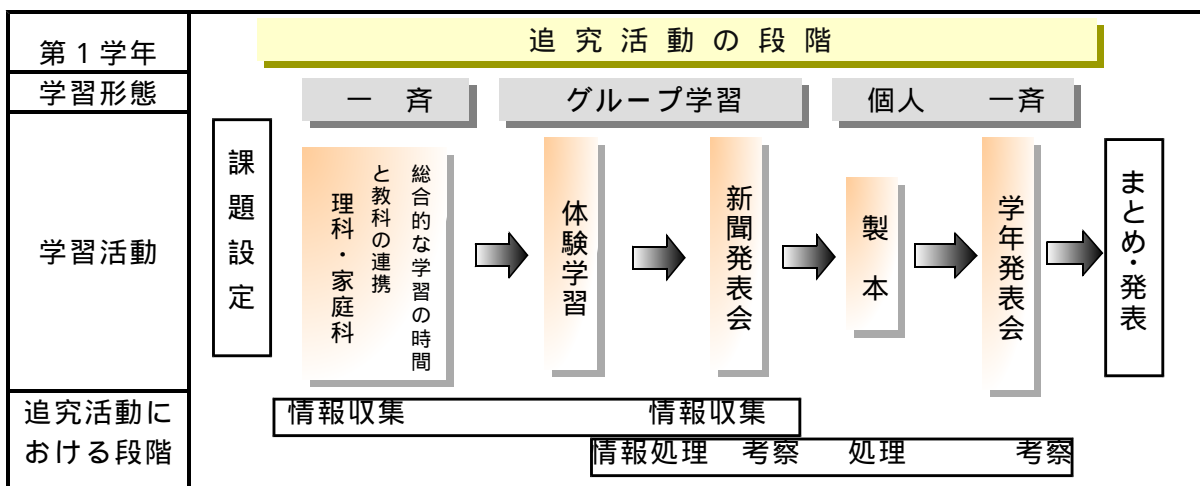 第1学年
追究活動の段階
学習形態
一 斉
グループ学習
個人 一斉
学習活動
課題設定
総合的な学習の時間
と教科の連携
理科・家庭科
体験学習
新聞発表会
製本
学年発表会
まとめ・発表
追究活動に
おける段階
情報収集 情報収集
情報処理 考察 処理 考察